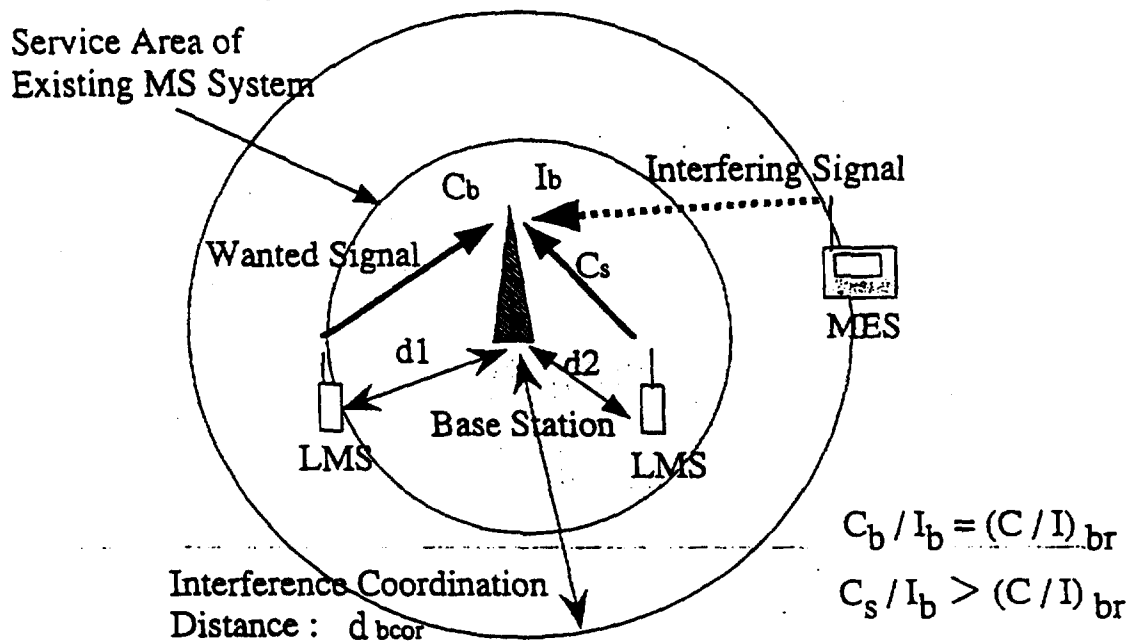 Service Area of
Existing MS System
Cb
Ib
Interfering Signal
Wanted Signal
Cs
MES
d1
d2
Base Station
LMS
LMS
Cb / Ib = (C / I) br
Interference Coordination
Distance : d bcor
Cs / Ib > (C / I) br